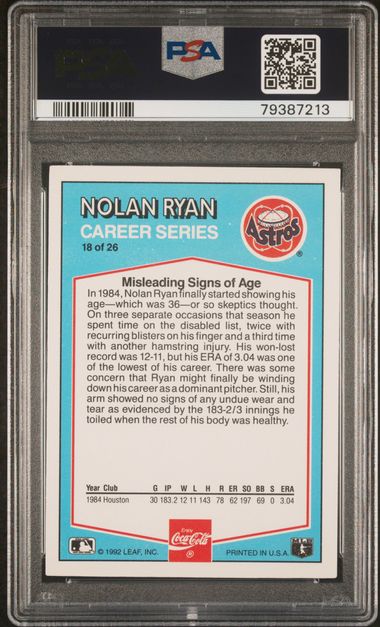 PSA
PSA
79387213
NOLAN RYAN
CAREER SERIES
18 of 26
Astros
®
Misleading Signs of Age
In 1984, Nolan Ryan finally started showing his
age—which was 36—or so skeptics thought.
On three separate occasions that season he
spent time on the disabled list, twice with
recurring blisters on his finger and a third time
with another hamstring injury. His won-lost
record was 12-11, but his ERA of 3.04 was one
of the lowest of his career. There was some
concern that Ryan might finally be winding
down his career as a dominant pitcher. Still, his
arm showed no signs of any undue wear and
tear as evidenced by the 183-2/3 innings he
toiled when the rest of his body was healthy.
Year Club G IP W L H R ER SO BB S ERA
1984 Houston 30 183.2 12 11 143 78 62 197 69 0 3.04
Enjoy
Coca-Cola
®
© 1992 LEAF, INC. PRINTED IN U.S.A.